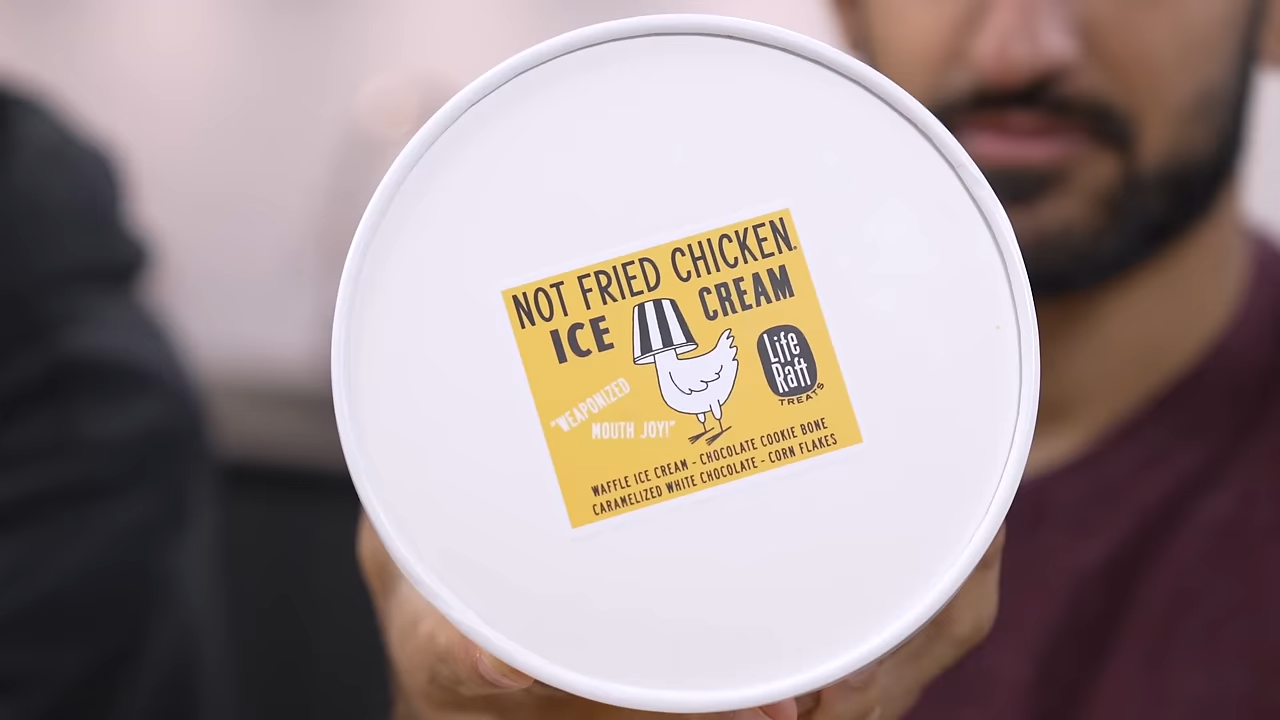 NOT FRIED CHICKEN.
ICE CREAM
Life
Raft
TREATS
"WEAPONIZED
MOUTH JOY!"
WAFFLE ICE CREAM - CHOCOLATE COOKIE BONE
CARAMELIZED WHITE CHOCOLATE - CORN FLAKES